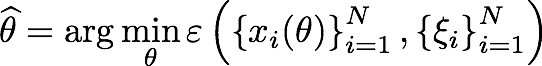 $\widehat{\theta} = \arg\min_{\theta} \varepsilon \left( \{x_i(\theta)\}_{i=1}^{N}, \{\xi_i\}_{i=1}^{N} \right)$